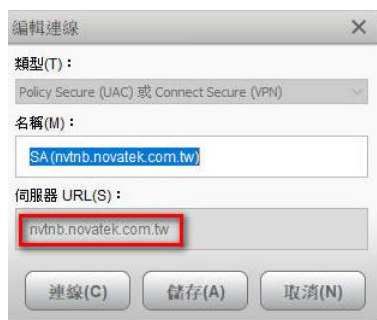 編輯連線
類型(T)：
Policy Secure (UAC) 或 Connect Secure (VPN)
名稱(M)：
SA(nvtnb.novatek.com.tw)
伺服器 URL(S)：
nvtnb.novatek.com.tw
連線(C)
儲存(A)
取消(N)